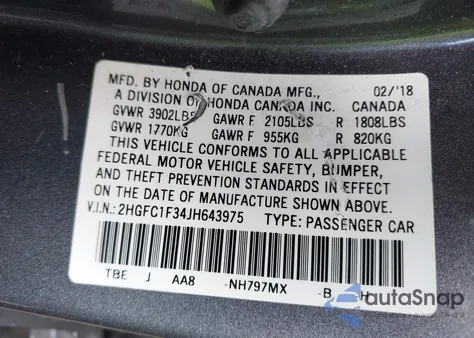 MFD. BY HONDA OF CANADA MFG., 02/'18
A DIVISION OF HONDA CANADA INC. CANADA
GVWR 3902LBS GAWR F 2105LBS R 1808LBS
GVWR 1770KG GAWR F 955KG R 820KG
THIS VEHICLE CONFORMS TO ALL APPLICABLE
FEDERAL MOTOR VEHICLE SAFETY, BUMPER,
AND THEFT PREVENTION STANDARDS IN EFFECT
ON THE DATE OF MANUFACTURE SHOWN ABOVE.
V.I.N.: 2HGFC1F34JH643975 TYPE: PASSENGER CAR
TBE J AA8 -NH797MX -B H
autoSnap